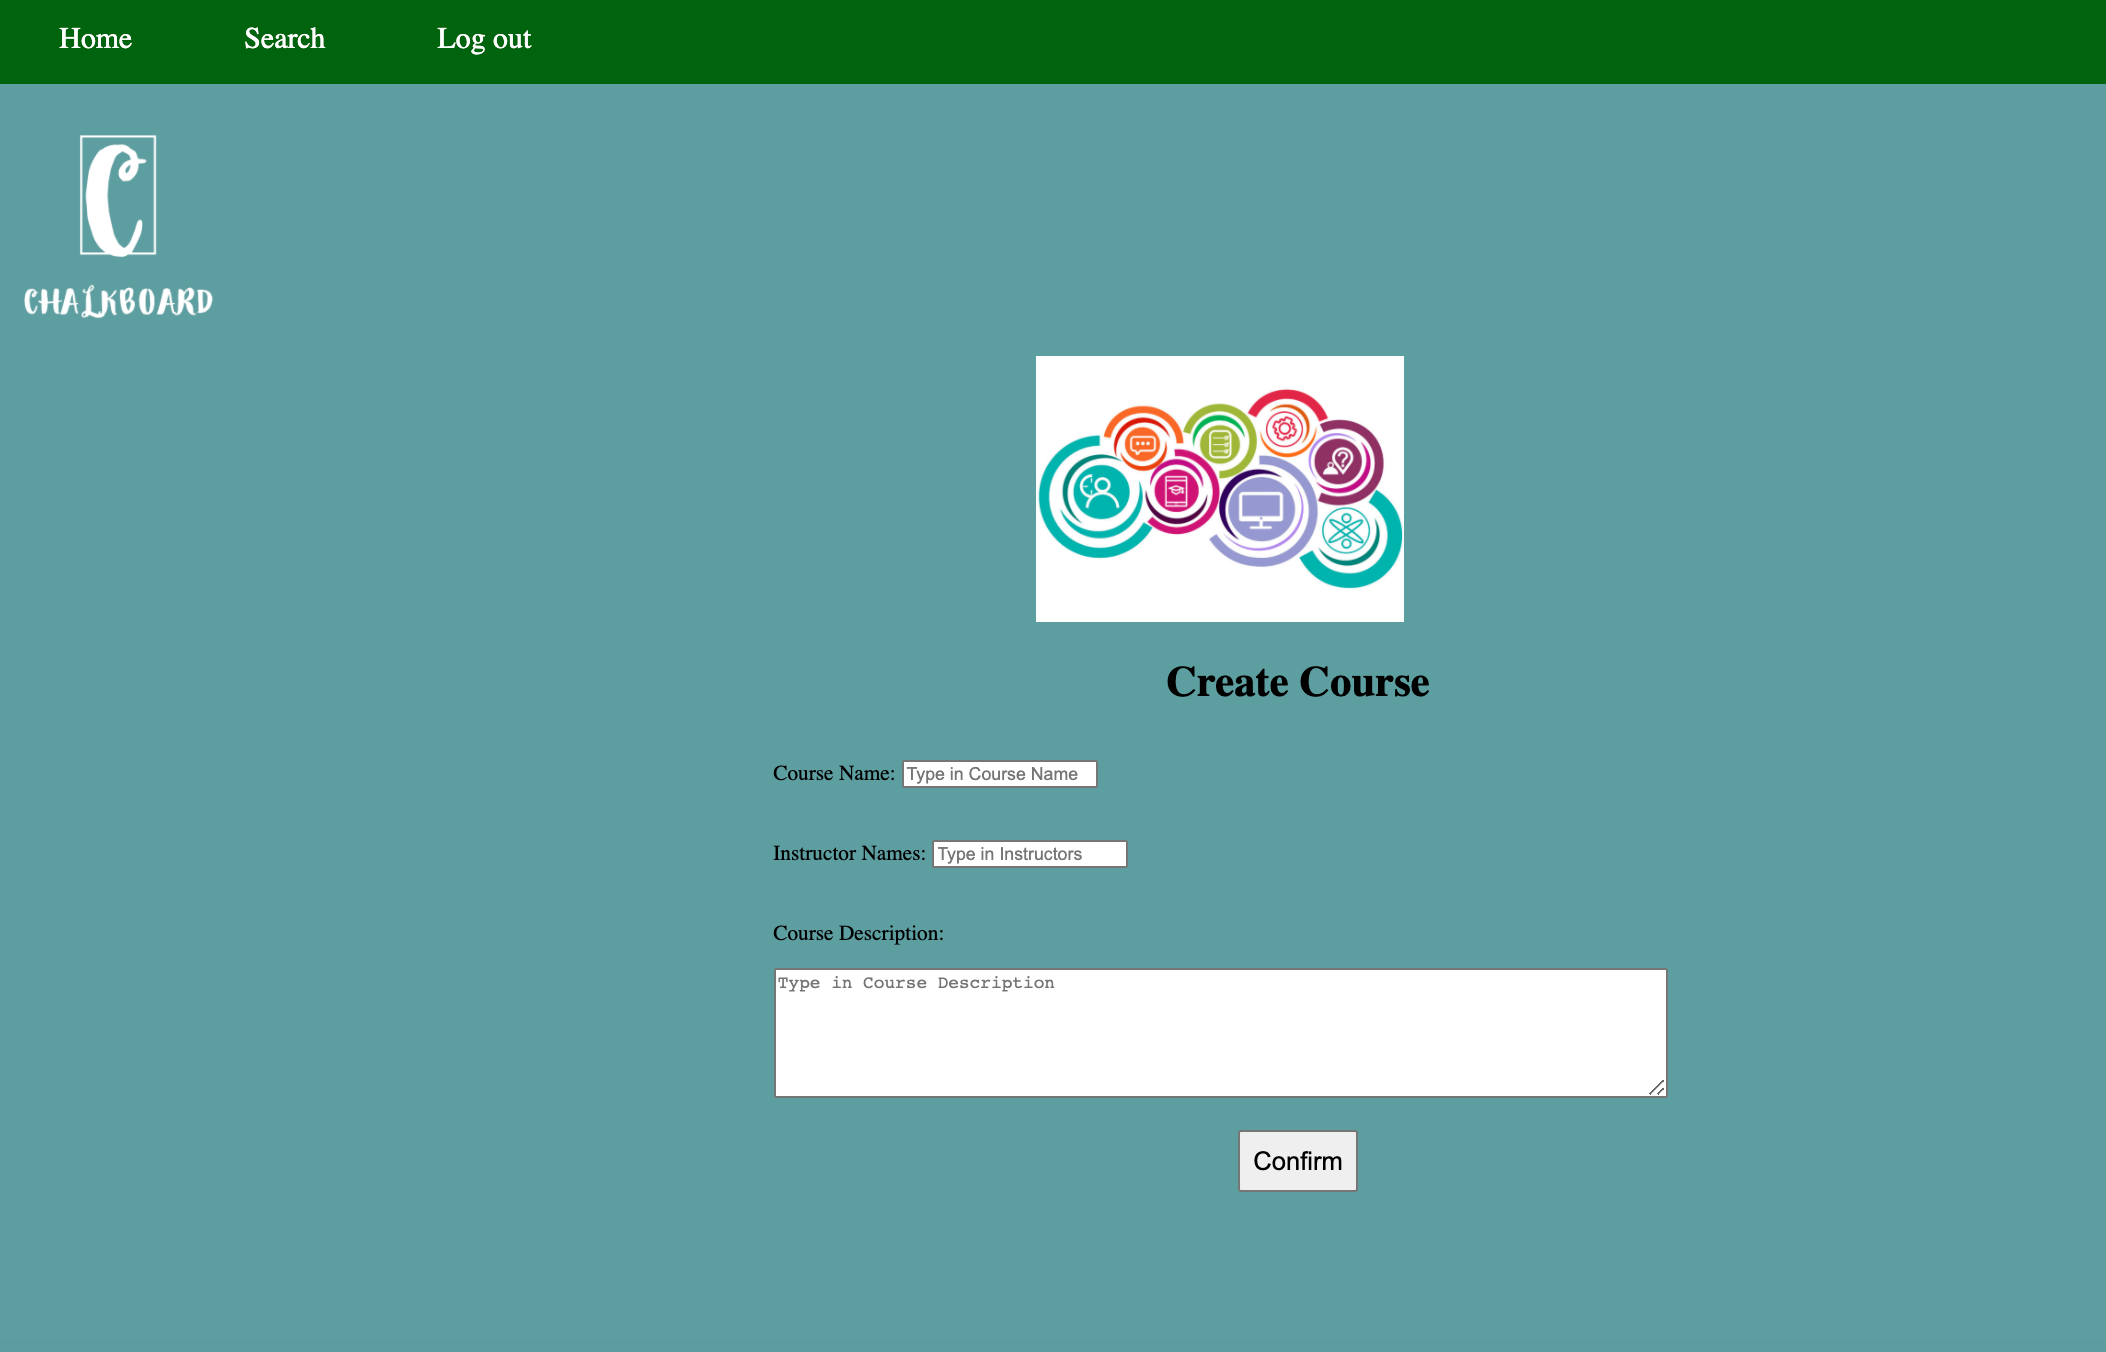 Home Search Log out
C
CHALKBOARD
Create Course
Course Name: Type in Course Name
Instructor Names: Type in Instructors
Course Description:
Type in Course Description
Confirm